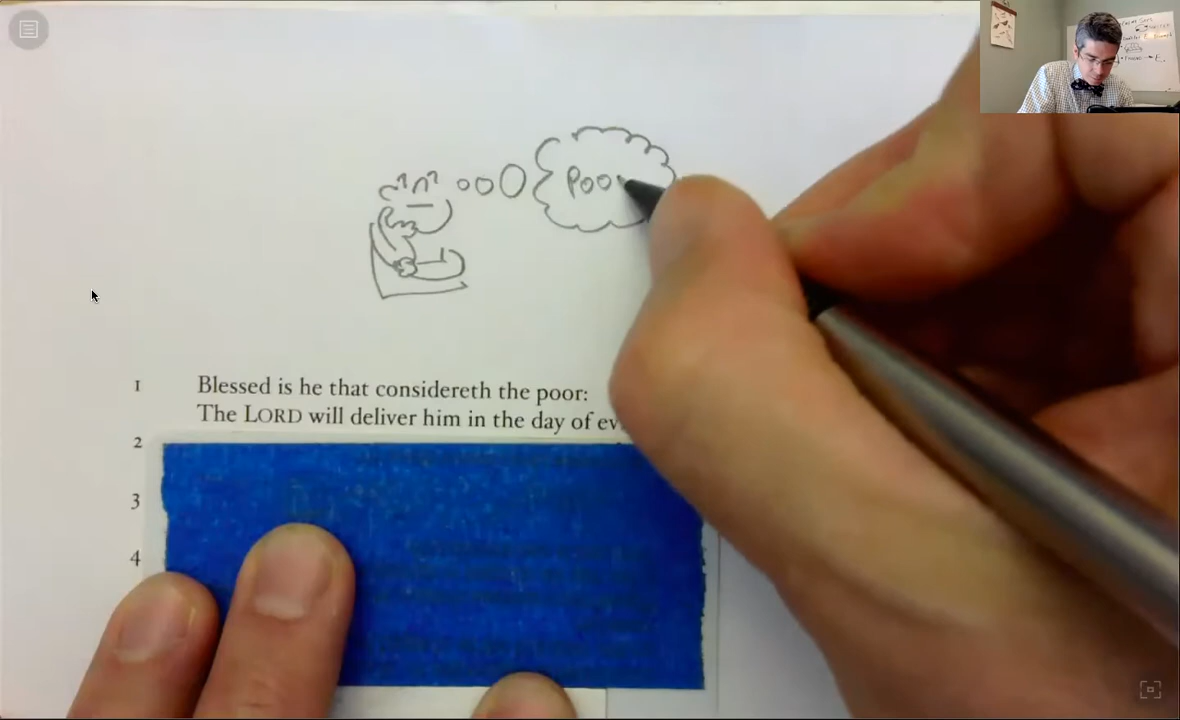 Poo
1 Blessed is he that considereth the poor:
The LORD will deliver him in the day of
2
3
4